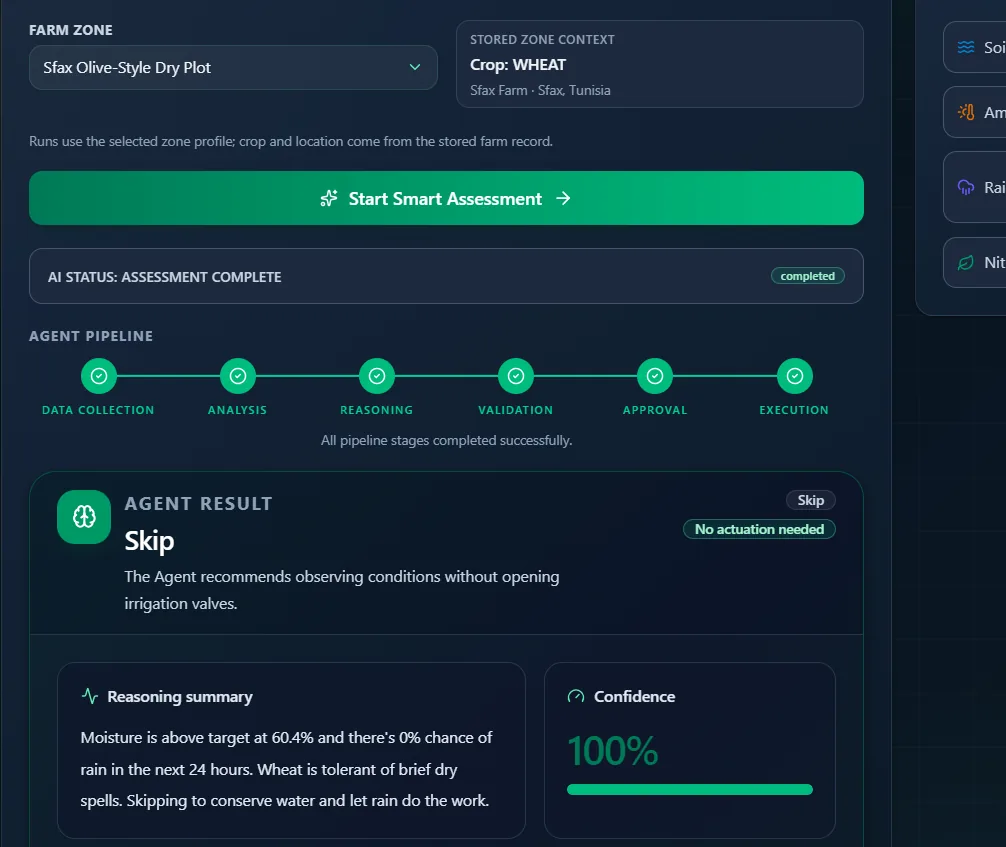 FARM ZONE
Sfax Olive-Style Dry Plot
STORED ZONE CONTEXT
Crop: WHEAT
Sfax Farm · Sfax, Tunisia
Runs use the selected zone profile; crop and location come from the stored farm record.
Start Smart Assessment
AI STATUS: ASSESSMENT COMPLETE
completed
AGENT PIPELINE
DATA COLLECTION
ANALYSIS
REASONING
VALIDATION
APPROVAL
EXECUTION
All pipeline stages completed successfully.
AGENT RESULT
Skip
The Agent recommends observing conditions without opening
irrigation valves.
Skip
No actuation needed
Reasoning summary
Moisture is above target at 60.4% and there's 0% chance of
rain in the next 24 hours. Wheat is tolerant of brief dry
spells. Skipping to conserve water and let rain do the work.
Confidence
100%
Soi
Am
Rai
Nit